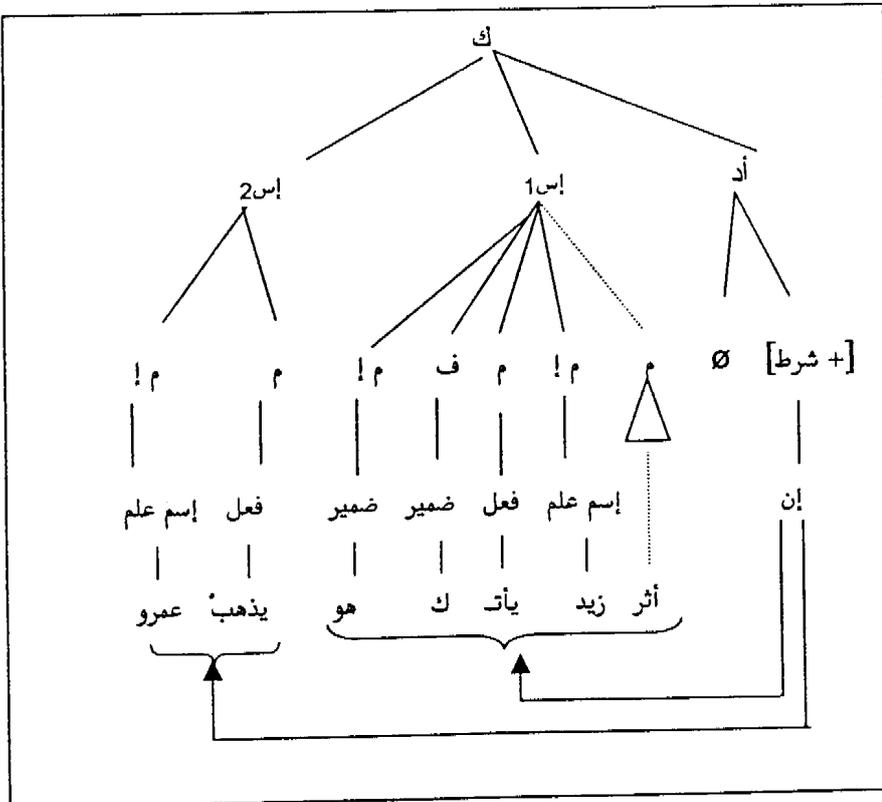 ك
أد إس1 إس2
[+ شرط] Ø م م إ م ف م إ م م إ
إن إسم علم فعل ضمير ضمير فعل إسم علم
أثر زيد يأتـ ك هو يذهبْ عمرو